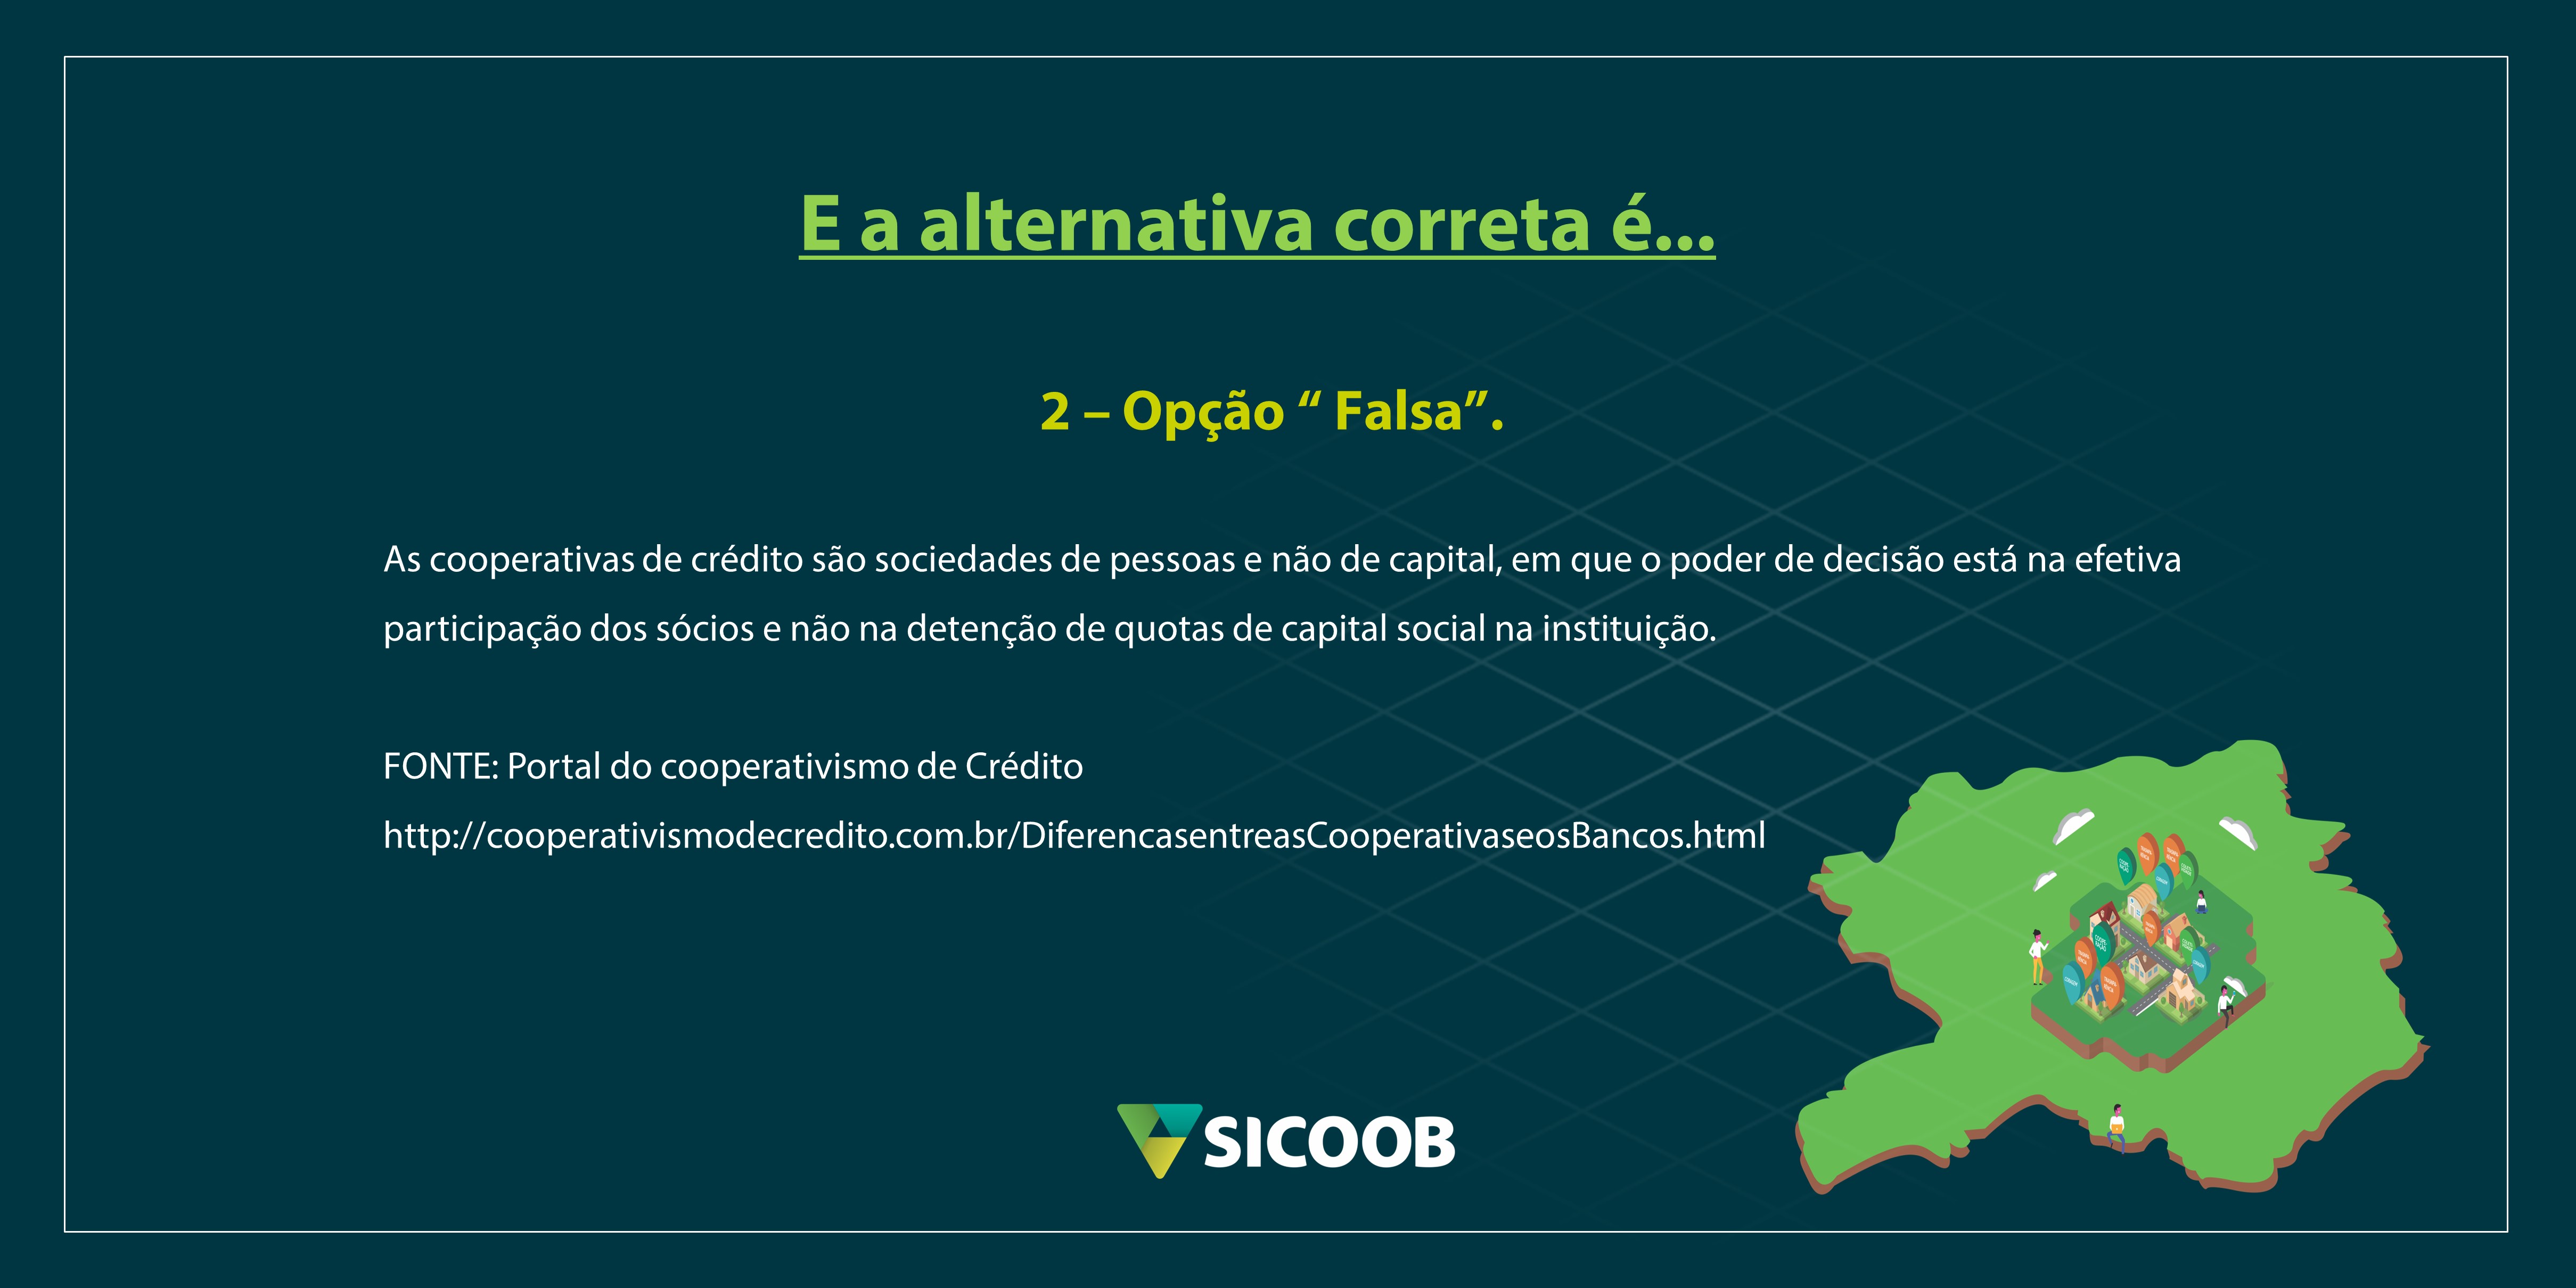 E a alternativa correta é...
2 – Opção “ Falsa”.
As cooperativas de crédito são sociedades de pessoas e não de capital, em que o poder de decisão está na efetiva
participação dos sócios e não na detenção de quotas de capital social na instituição.
FONTE: Portal do cooperativismo de Crédito
http://cooperativismodecredito.com.br/DiferencasentreasCooperativaseosBancos.html
SICOOB